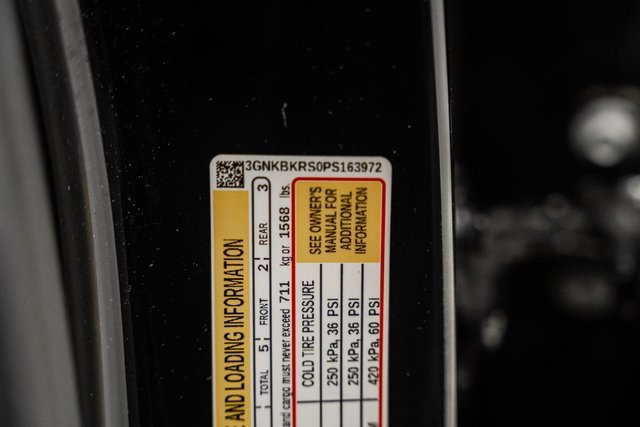 3GNKBKRS0PS163972
AND LOADING INFORMATION
TOTAL 5 FRONT 2 REAR 3
and cargo must never exceed 711 kg or 1568 lbs.
COLD TIRE PRESSURE
250 kPa, 36 PSI
250 kPa, 36 PSI
420 kPa, 60 PSI
SEE OWNER'S
MANUAL FOR
ADDITIONAL
INFORMATION